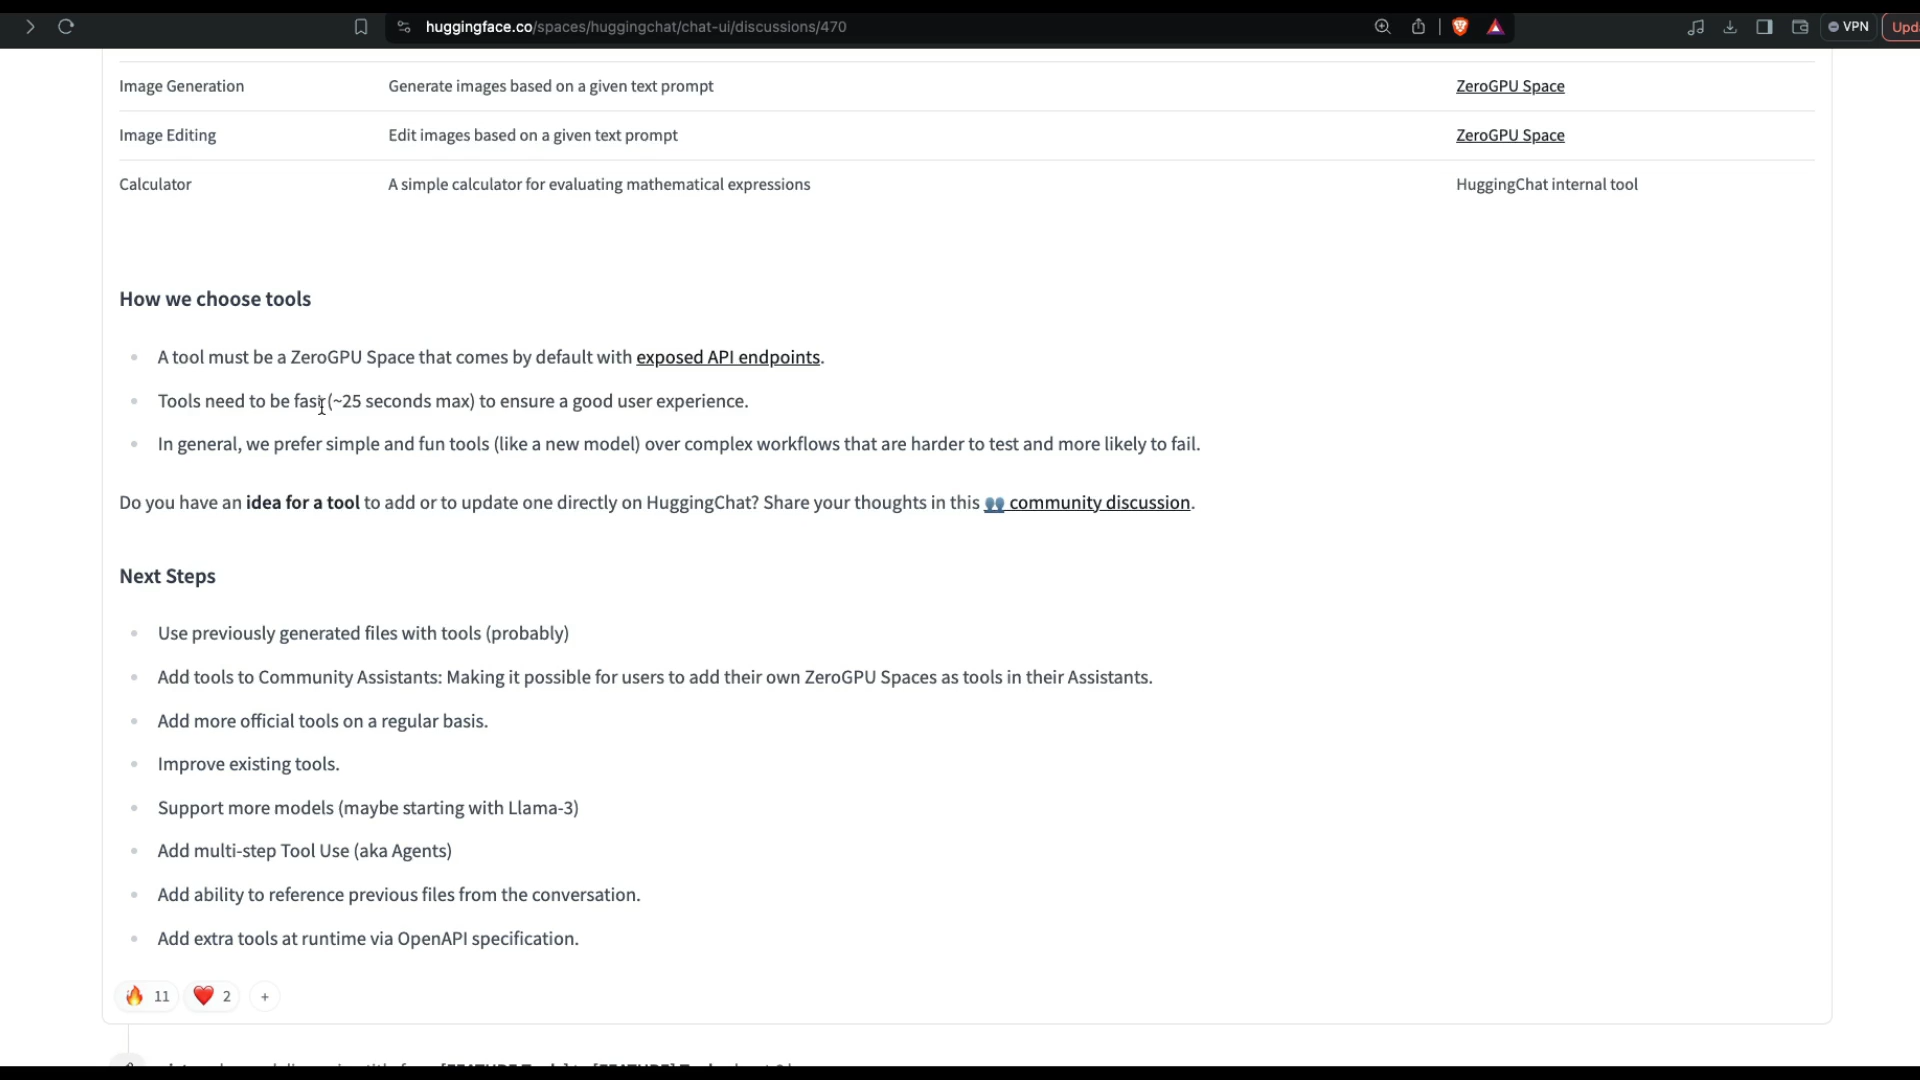 huggingface.co/spaces/huggingchat/chat-ui/discussions/470
VPN
Image Generation Generate images based on a given text prompt ZeroGPU Space
Image Editing Edit images based on a given text prompt ZeroGPU Space
Calculator A simple calculator for evaluating mathematical expressions HuggingChat internal tool
How we choose tools
A tool must be a ZeroGPU Space that comes by default with exposed API endpoints.
Tools need to be fast (~25 seconds max) to ensure a good user experience.
In general, we prefer simple and fun tools (like a new model) over complex workflows that are harder to test and more likely to fail.
Do you have an idea for a tool to add or to update one directly on HuggingChat? Share your thoughts in this 👥 community discussion.
Next Steps
Use previously generated files with tools (probably)
Add tools to Community Assistants: Making it possible for users to add their own ZeroGPU Spaces as tools in their Assistants.
Add more official tools on a regular basis.
Improve existing tools.
Support more models (maybe starting with Llama-3)
Add multi-step Tool Use (aka Agents)
Add ability to reference previous files from the conversation.
Add extra tools at runtime via OpenAPI specification.
🔥 11 ❤️ 2 +